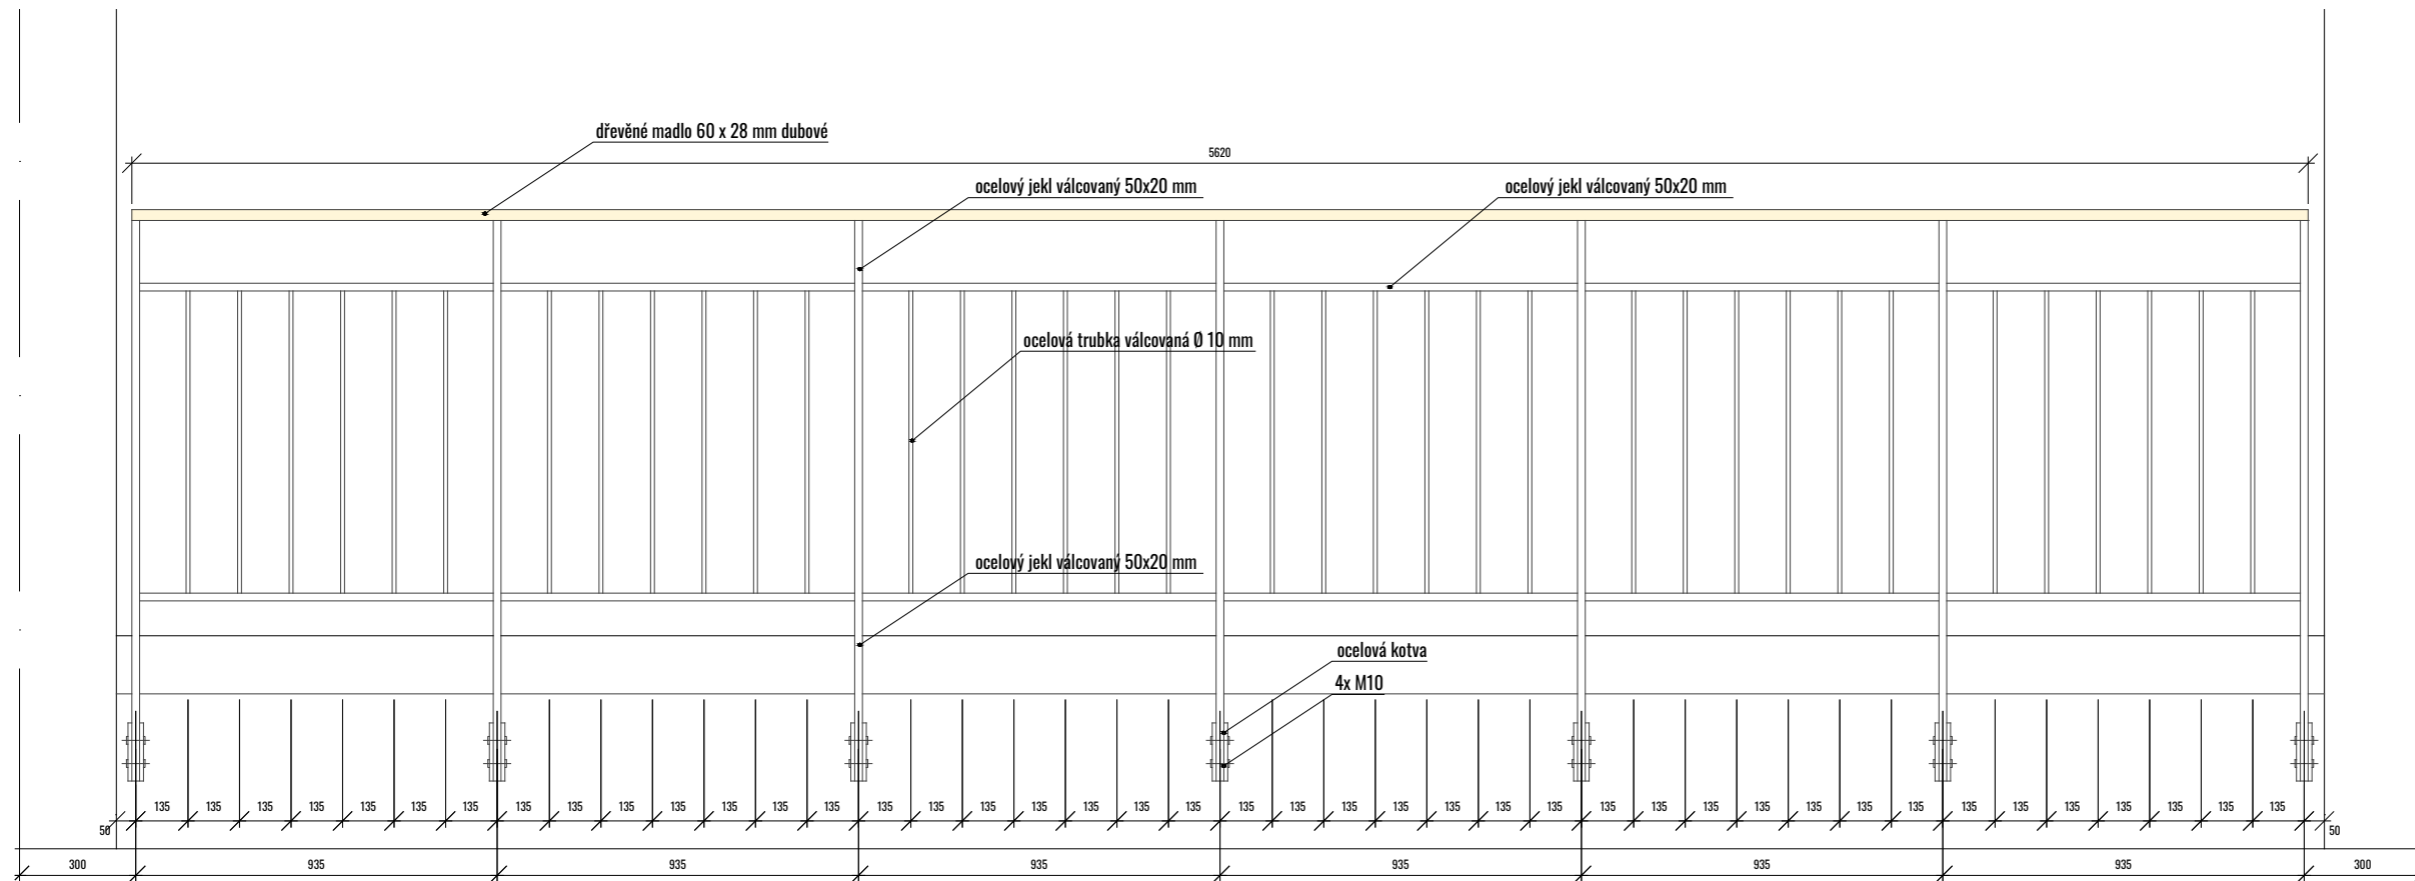 dřevěné madlo 60 x 28 mm dubové
5620
ocelový jekl válcovaný 50x20 mm
ocelový jekl válcovaný 50x20 mm
ocelová trubka válcovaná Ø 10 mm
ocelový jekl válcovaný 50x20 mm
ocelová kotva
4x M10
135 135 135 135 135 135 135 135 135 135 135 135 135 135 135 135 135 135 135 135 135 135 135 135 135 135 135 135 135 135 135 135 135 135 135 135 135 135 135 135 135 135
50 50
300 935 935 935 935 935 935 300